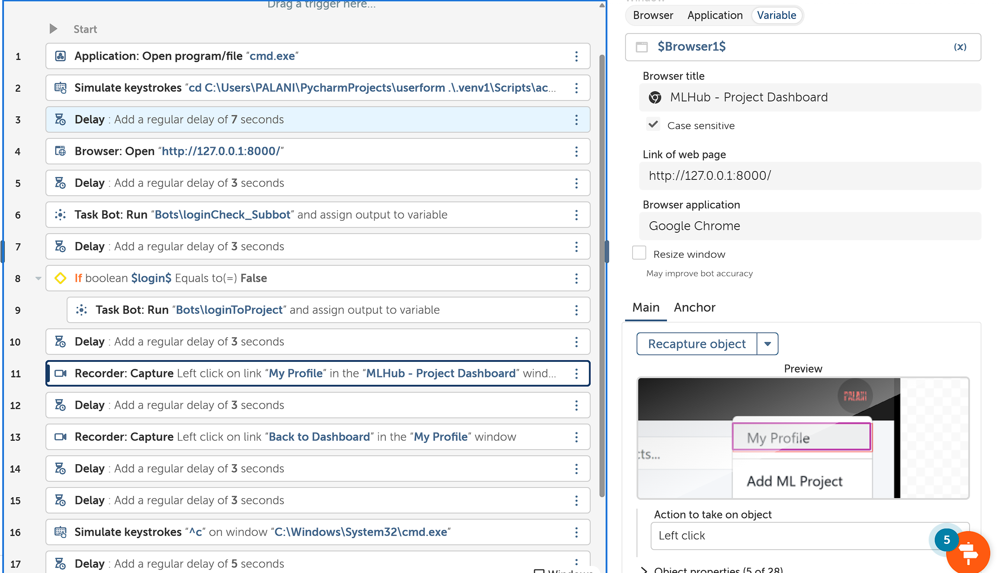 Drag a trigger here...
Start
1 Application: Open program/file “cmd.exe”
2 Simulate keystrokes “cd C:\Users\PALANI\PycharmProjects\userform .\.venv1\Scripts\ac...
3 Delay : Add a regular delay of 7 seconds
4 Browser: Open “http://127.0.0.1:8000/”
5 Delay : Add a regular delay of 3 seconds
6 Task Bot: Run “Bots\loginCheck_Subbot” and assign output to variable
7 Delay : Add a regular delay of 3 seconds
8 If boolean $login$ Equals to(=) False
9 Task Bot: Run “Bots\loginToProject” and assign output to variable
10 Delay : Add a regular delay of 3 seconds
11 Recorder: Capture Left click on link “My Profile” in the “MLHub - Project Dashboard” wind...
12 Delay : Add a regular delay of 3 seconds
13 Recorder: Capture Left click on link “Back to Dashboard” in the “My Profile” window
14 Delay : Add a regular delay of 3 seconds
15 Delay : Add a regular delay of 3 seconds
16 Simulate keystrokes “^c” on window “C:\Windows\System32\cmd.exe”
17 Delay : Add a regular delay of 5 seconds
Windows
Window
Browser Application Variable
$Browser1$ (x)
Browser title
MLHub - Project Dashboard
Case sensitive
Link of web page
http://127.0.0.1:8000/
Browser application
Google Chrome
Resize window
May improve bot accuracy
Main Anchor
Recapture object
Preview
PALANI
My Profile
cts...
Add ML Project
Action to take on object
Left click
5
Object properties (5 of 28)